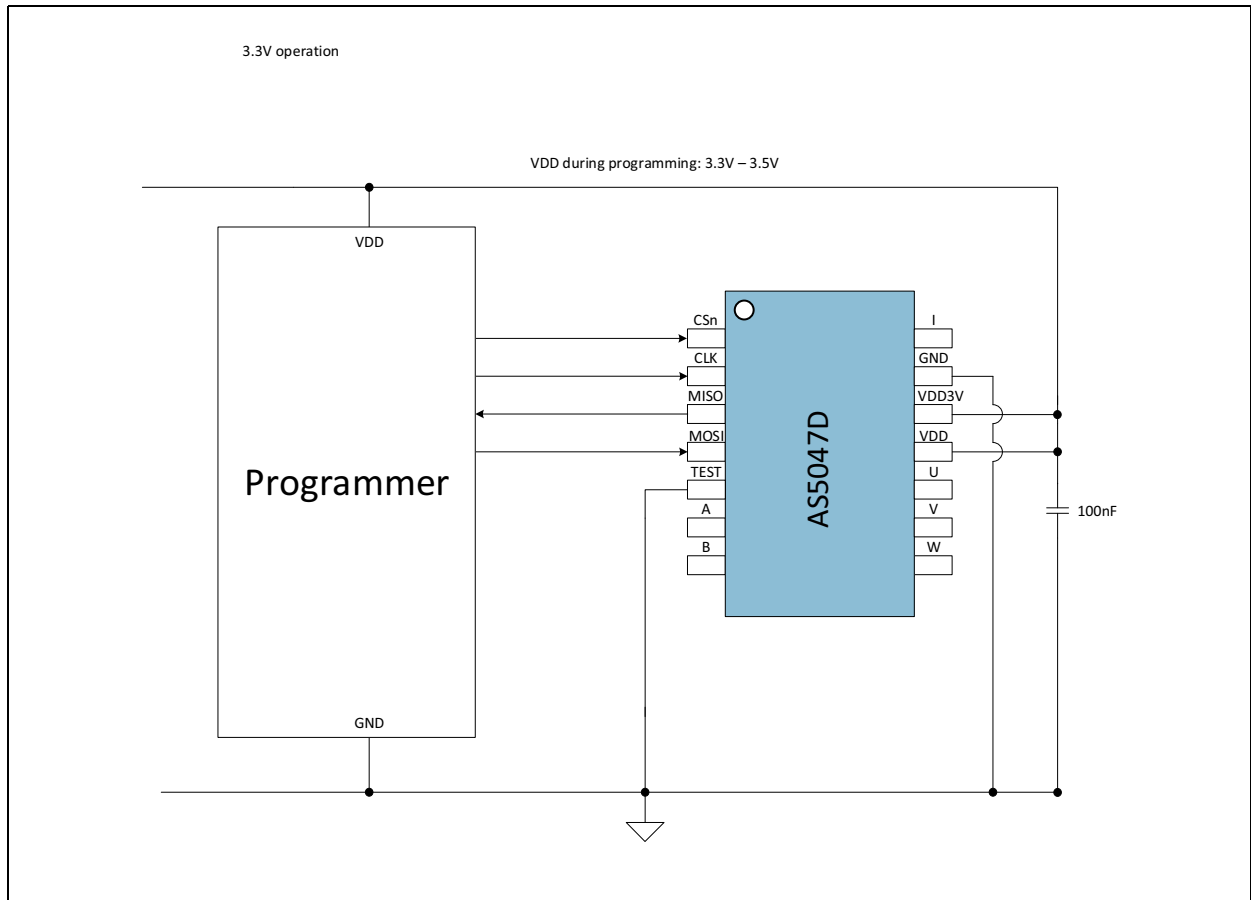 3.3V operation
VDD during programming: 3.3V – 3.5V
VDD
Programmer
GND
CSn
CLK
MISO
MOSI
TEST
A
B
AS5047D
I
GND
VDD3V
VDD
U
V
W
100nF